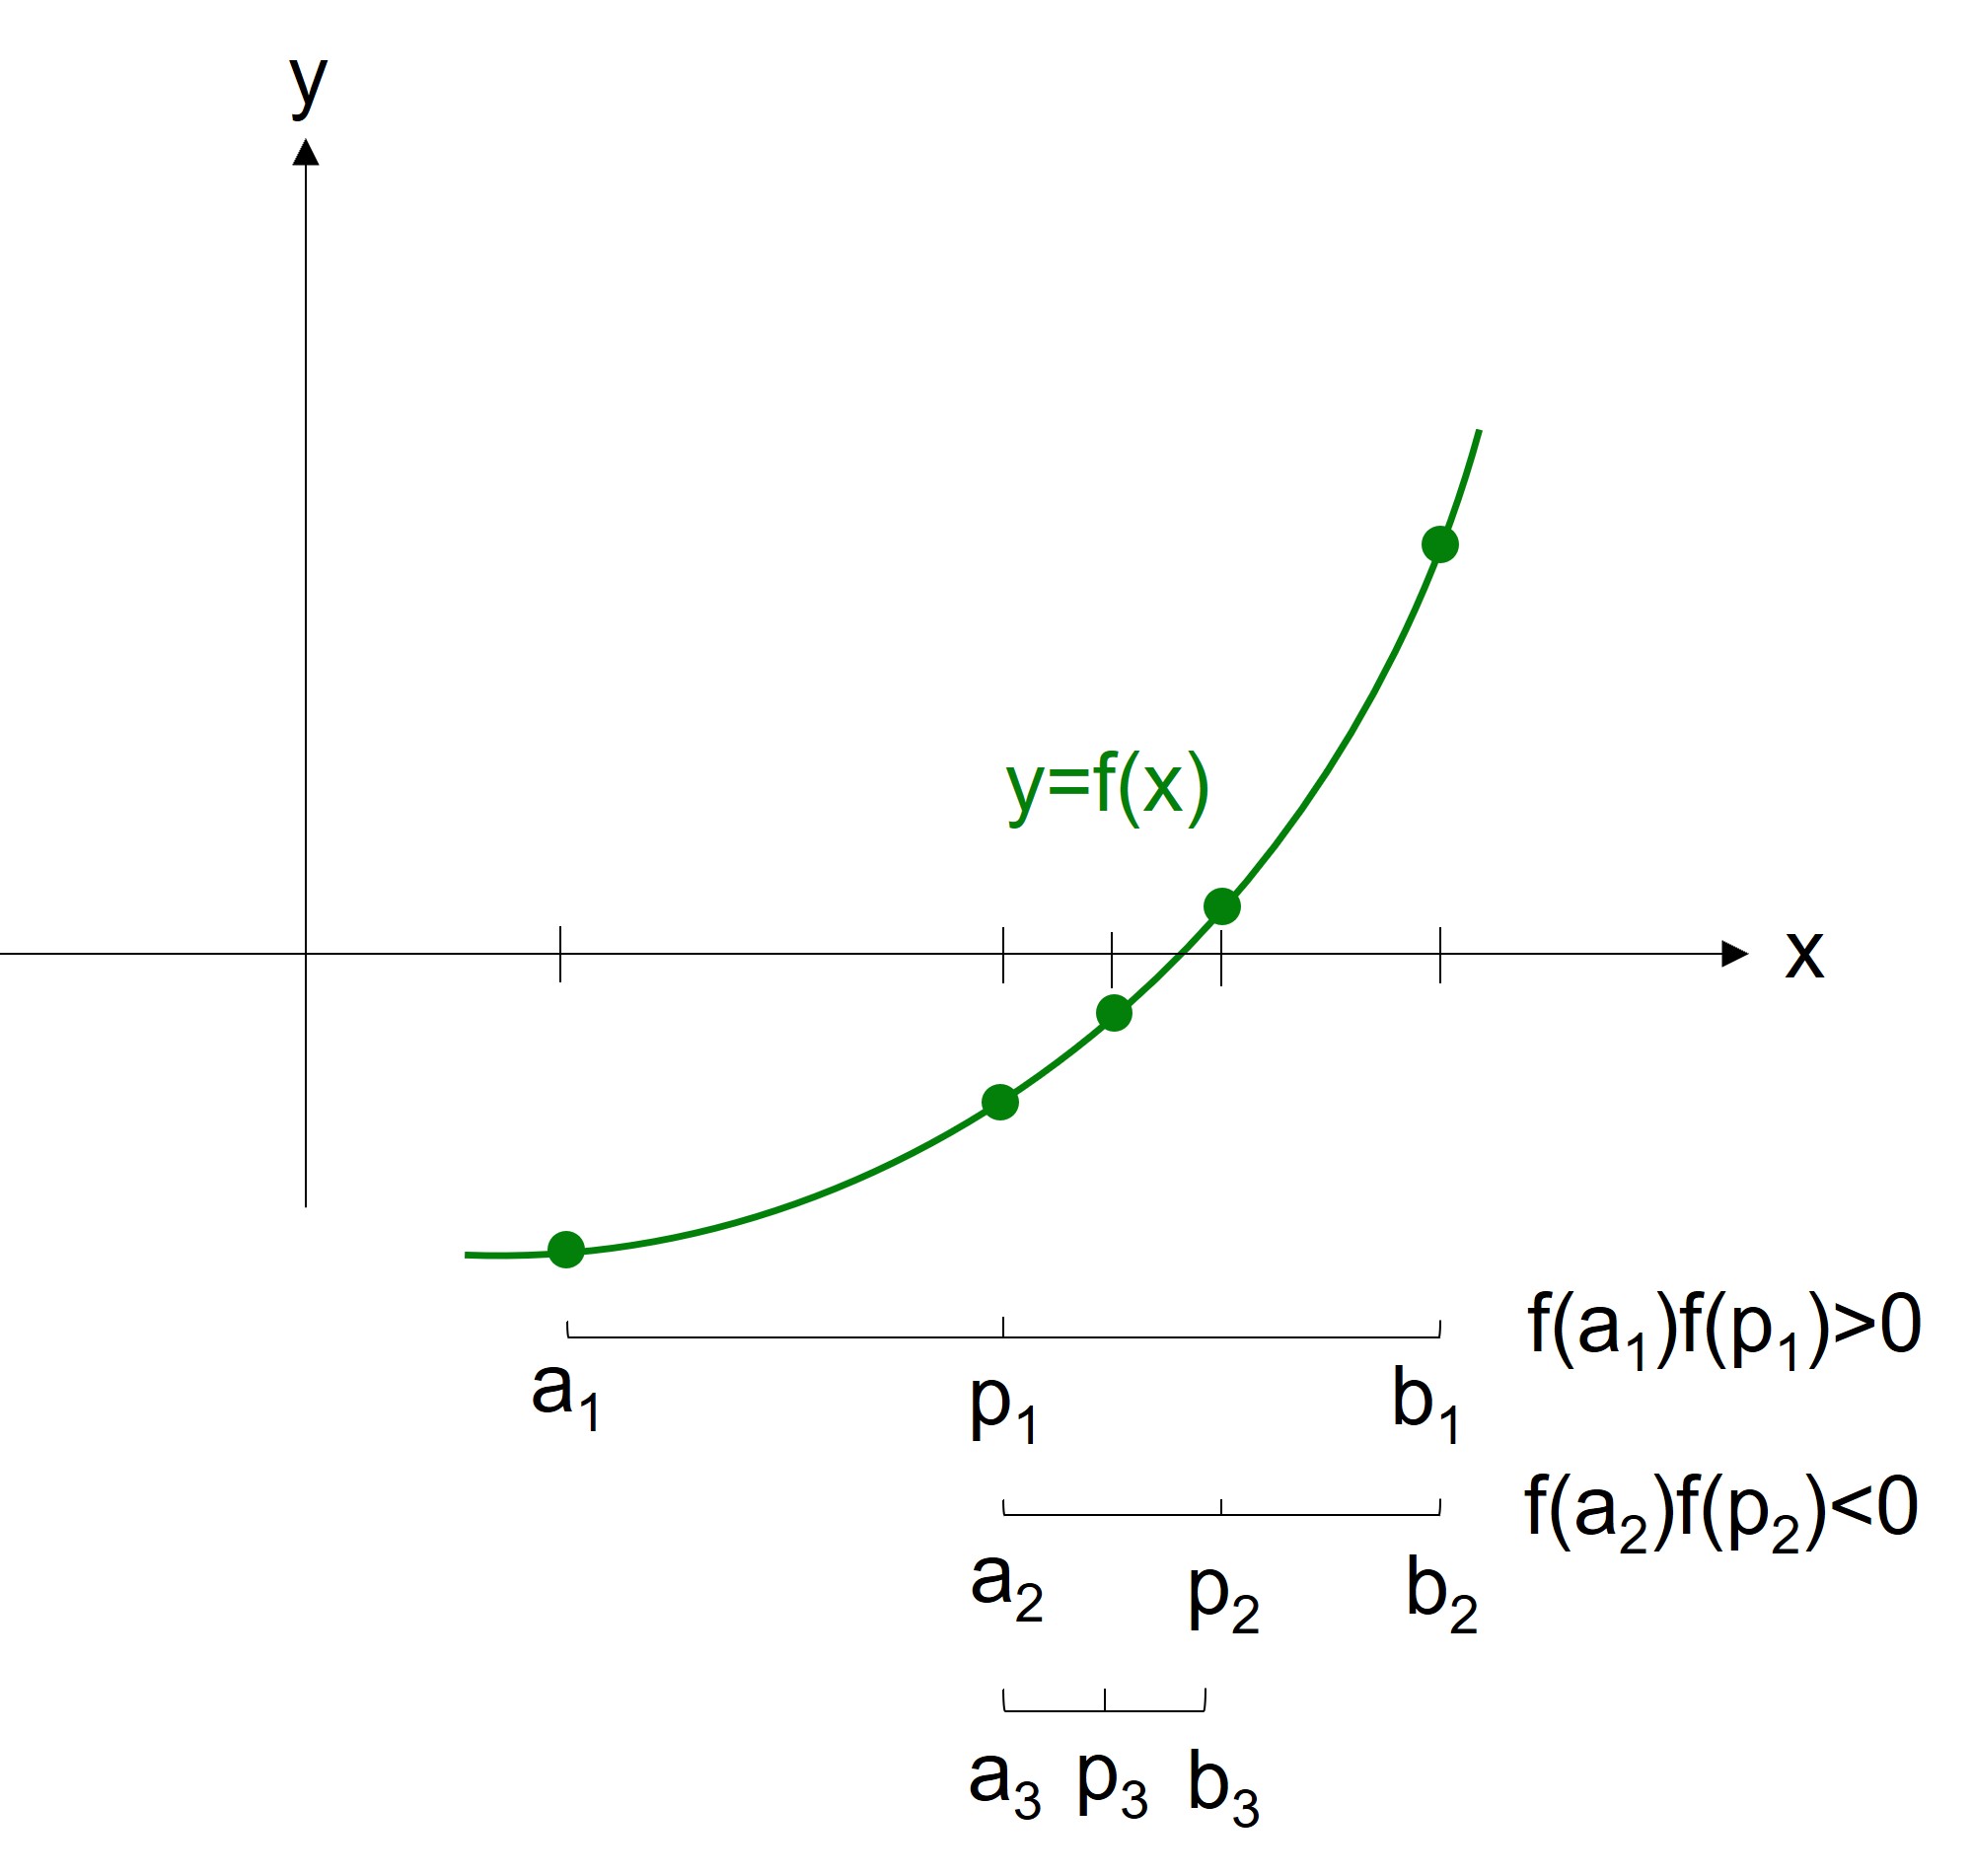 y
y=f(x)
x
f(a₁)f(p₁)>0
a₁ p₁ b₁
f(a₂)f(p₂)<0
a₂ p₂ b₂
a₃ p₃ b₃